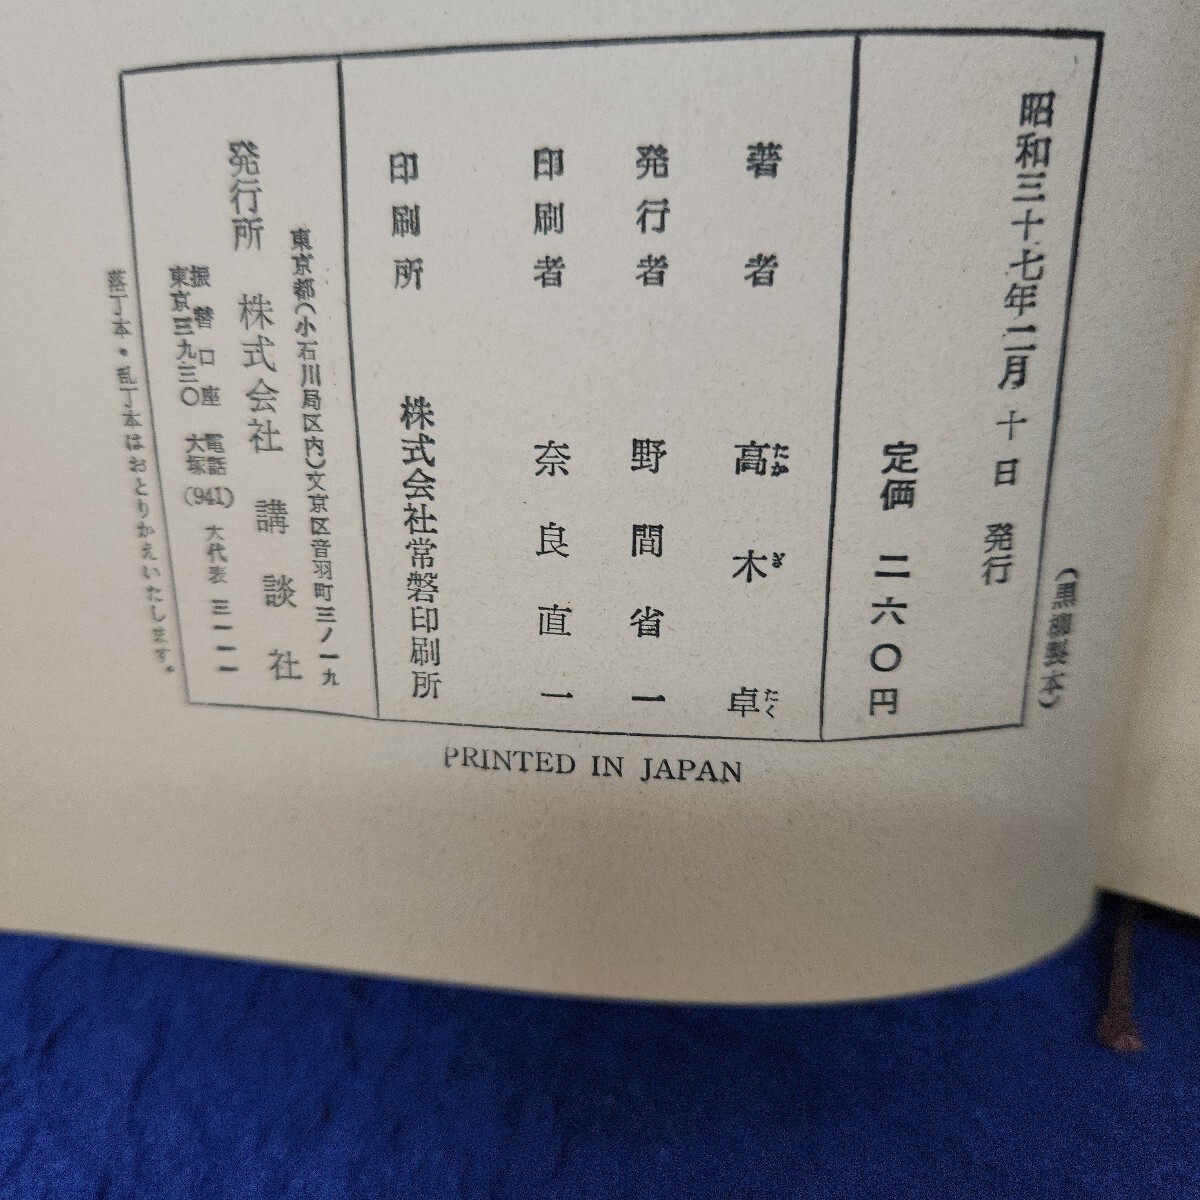 昭和三十七年二月十日 発行
(黒柳製本)
定価 二六〇円
著者 高木卓
たか ぎ たく
発行者 野間省一
印刷者 奈良直一
印刷所 株式会社常磐印刷所
東京都(小石川局区内)文京区音羽町三ノ一九
発行所 株式会社 講談社
電話 大塚(941) 大代表 三一一一
振替口座 東京三九三〇
落丁本・乱丁本はおとりかえいたします。
PRINTED IN JAPAN